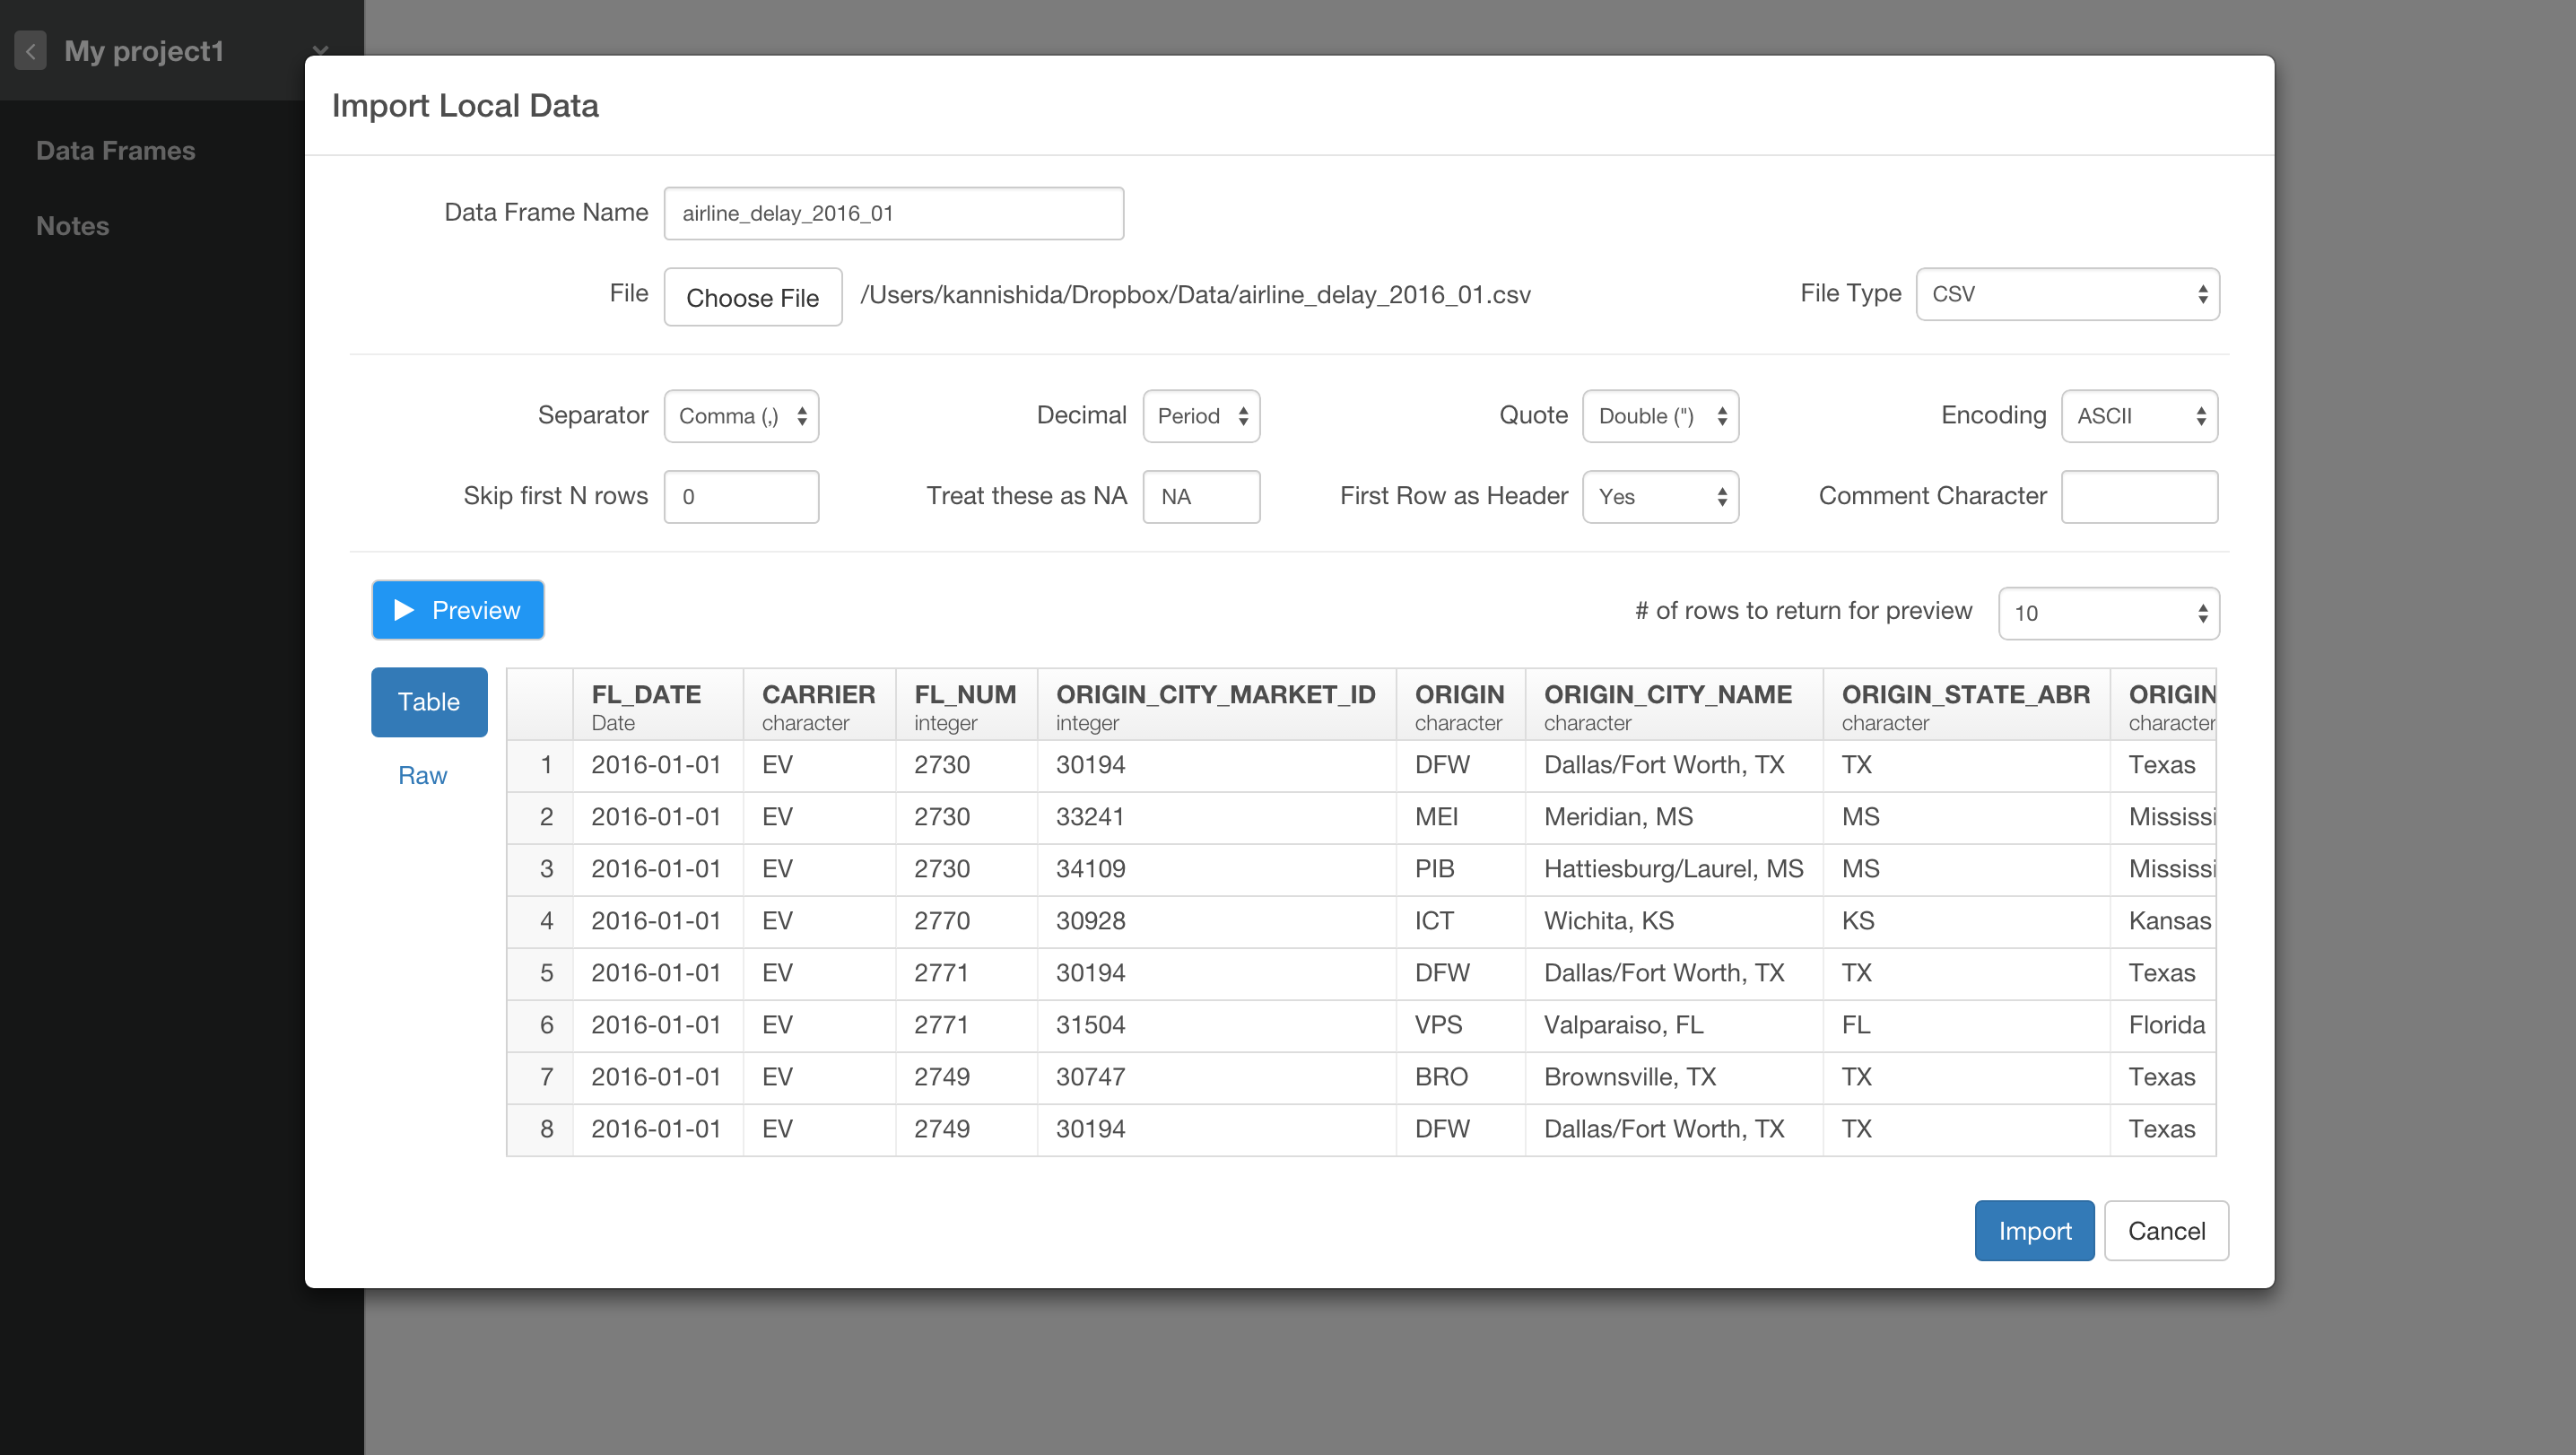 My project1
Data Frames
Notes
Import Local Data
Data Frame Name airline_delay_2016_01
File Choose File /Users/kannishida/Dropbox/Data/airline_delay_2016_01.csv File Type CSV
Separator Comma (,) Decimal Period Quote Double (") Encoding ASCII
Skip first N rows 0 Treat these as NA NA First Row as Header Yes Comment Character
Preview # of rows to return for preview 10
Table
Raw
FL_DATE CARRIER FL_NUM ORIGIN_CITY_MARKET_ID ORIGIN ORIGIN_CITY_NAME ORIGIN_STATE_ABR ORIGIN
Date character integer integer character character character character
1 2016-01-01 EV 2730 30194 DFW Dallas/Fort Worth, TX TX Texas
2 2016-01-01 EV 2730 33241 MEI Meridian, MS MS Mississi
3 2016-01-01 EV 2730 34109 PIB Hattiesburg/Laurel, MS MS Mississi
4 2016-01-01 EV 2770 30928 ICT Wichita, KS KS Kansas
5 2016-01-01 EV 2771 30194 DFW Dallas/Fort Worth, TX TX Texas
6 2016-01-01 EV 2771 31504 VPS Valparaiso, FL FL Florida
7 2016-01-01 EV 2749 30747 BRO Brownsville, TX TX Texas
8 2016-01-01 EV 2749 30194 DFW Dallas/Fort Worth, TX TX Texas
Import Cancel